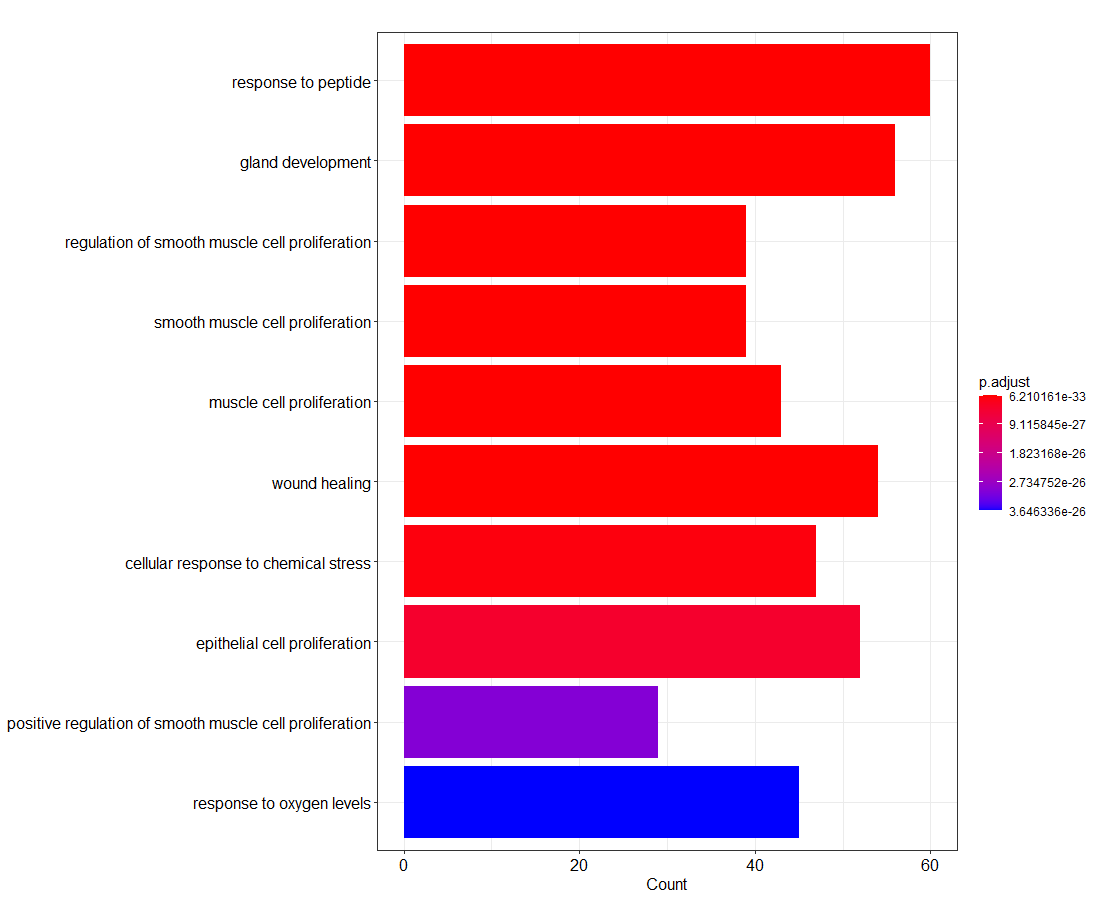 response to peptide
gland development
regulation of smooth muscle cell proliferation
smooth muscle cell proliferation
muscle cell proliferation
wound healing
cellular response to chemical stress
epithelial cell proliferation
positive regulation of smooth muscle cell proliferation
response to oxygen levels
0 20 40 60
Count
p.adjust
6.210161e-33
9.115845e-27
1.823168e-26
2.734752e-26
3.646336e-26